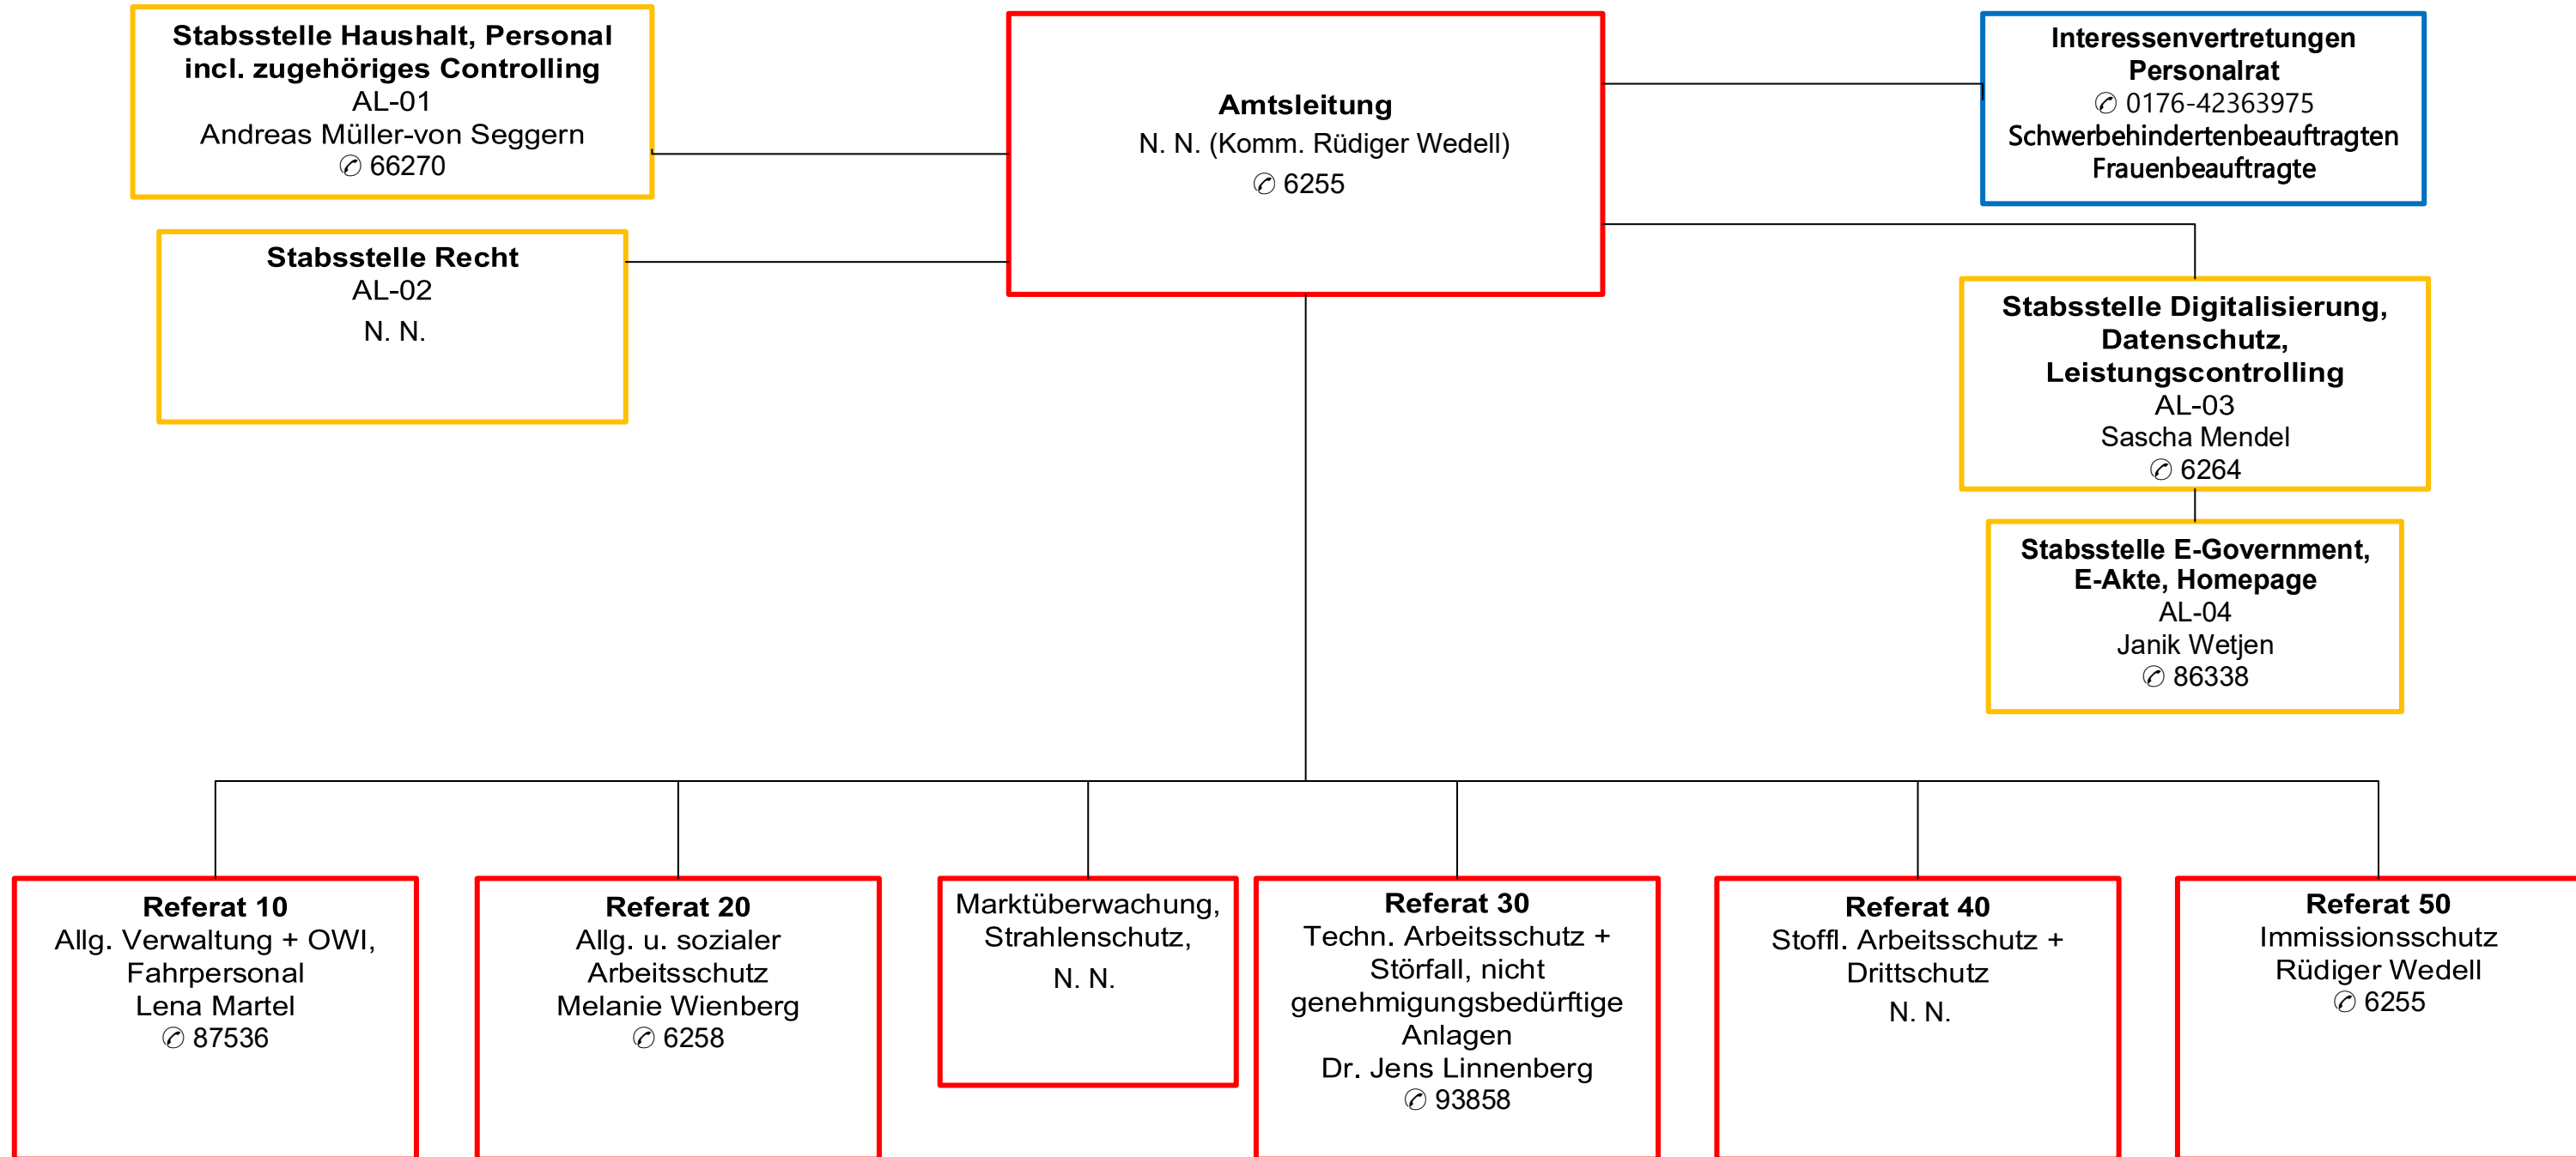 Stabsstelle Haushalt, Personal
incl. zugehöriges Controlling
AL-01
Andreas Müller-von Seggern
✆ 66270
Amtsleitung
N. N. (Komm. Rüdiger Wedell)
✆ 6255
Interessenvertretungen
Personalrat
✆ 0176-42363975
Schwerbehindertenbeauftragten
Frauenbeauftragte
Stabsstelle Recht
AL-02
N. N.
Stabsstelle Digitalisierung,
Datenschutz,
Leistungscontrolling
AL-03
Sascha Mendel
✆ 6264
Stabsstelle E-Government,
E-Akte, Homepage
AL-04
Janik Wetjen
✆ 86338
Referat 10
Allg. Verwaltung + OWI,
Fahrpersonal
Lena Martel
✆ 87536
Referat 20
Allg. u. sozialer
Arbeitsschutz
Melanie Wienberg
✆ 6258
Marktüberwachung,
Strahlenschutz,
N. N.
Referat 30
Techn. Arbeitsschutz +
Störfall, nicht
genehmigungsbedürftige
Anlagen
Dr. Jens Linnenberg
✆ 93858
Referat 40
Stoffl. Arbeitsschutz +
Drittschutz
N. N.
Referat 50
Immissionsschutz
Rüdiger Wedell
✆ 6255